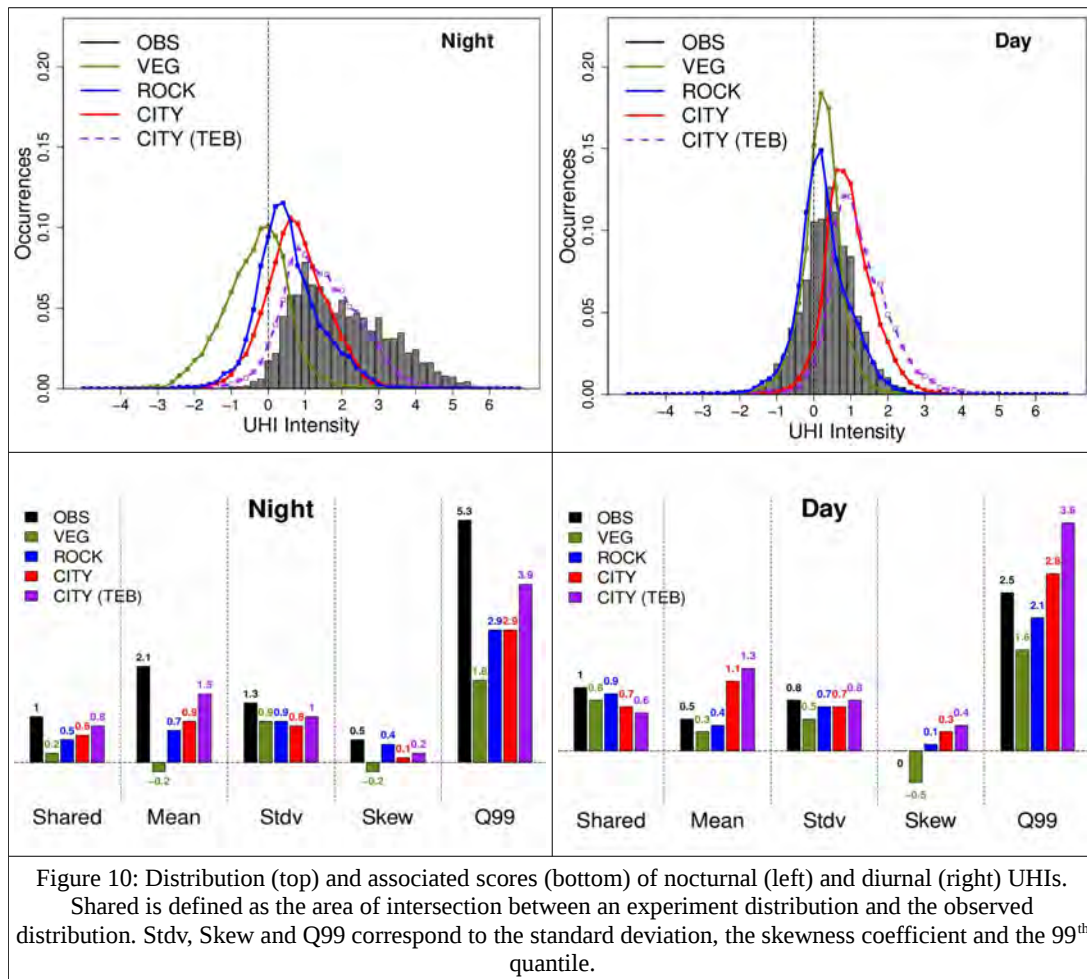 Night
OBS
VEG
ROCK
CITY
CITY (TEB)
Occurrences
0.20
0.15
0.10
0.05
0.00
−4 −3 −2 −1 0 1 2 3 4 5 6
UHI Intensity
Day
OBS
VEG
ROCK
CITY
CITY (TEB)
Occurrences
0.20
0.15
0.10
0.05
0.00
−4 −3 −2 −1 0 1 2 3 4 5 6
UHI Intensity
Night
OBS
VEG
ROCK
CITY
CITY (TEB)
1 0.2 0.5 0.6 0.8
2.1 −0.2 0.7 0.9 1.5
1.3 0.9 0.9 0.8 1
0.5 −0.2 0.4 0.1 0.2
5.3 1.8 2.9 2.9 3.9
Shared Mean Stdv Skew Q99
Day
OBS
VEG
ROCK
CITY
CITY (TEB)
1 0.8 0.9 0.7 0.6
0.5 0.3 0.4 1.1 1.3
0.8 0.5 0.7 0.7 0.8
0 −0.5 0.1 0.3 0.4
2.5 1.6 2.1 2.8 3.6
Shared Mean Stdv Skew Q99
Figure 10: Distribution (top) and associated scores (bottom) of nocturnal (left) and diurnal (right) UHIs.
Shared is defined as the area of intersection between an experiment distribution and the observed
distribution. Stdv, Skew and Q99 correspond to the standard deviation, the skewness coefficient and the 99th
quantile.